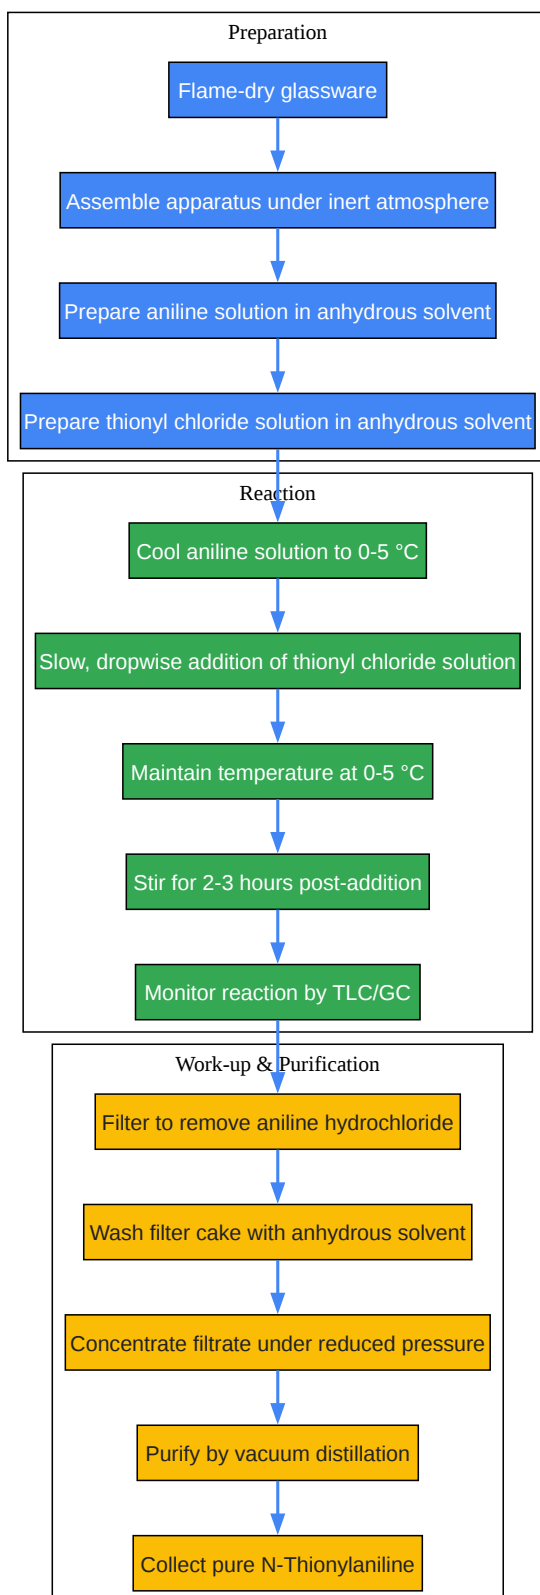 Preparation
Flame-dry glassware
Assemble apparatus under inert atmosphere
Prepare aniline solution in anhydrous solvent
Prepare thionyl chloride solution in anhydrous solvent
Reaction
Cool aniline solution to 0-5 °C
Slow, dropwise addition of thionyl chloride solution
Maintain temperature at 0-5 °C
Stir for 2-3 hours post-addition
Monitor reaction by TLC/GC
Work-up & Purification
Filter to remove aniline hydrochloride
Wash filter cake with anhydrous solvent
Concentrate filtrate under reduced pressure
Purify by vacuum distillation
Collect pure N-Thionylaniline